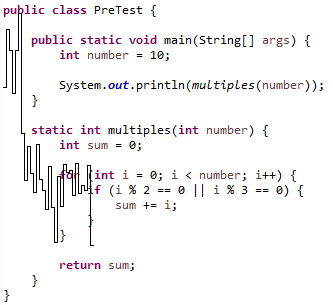 public class PreTest {
public static void main(String[] args) {
int number = 10;
System.out.println(multiples(number));
}
static int multiples(int number) {
int sum = 0;
for (int i = 0; i < number; i++) {
if (i % 2 == 0 || i % 3 == 0) {
sum += i;
}
}
return sum;
}
}